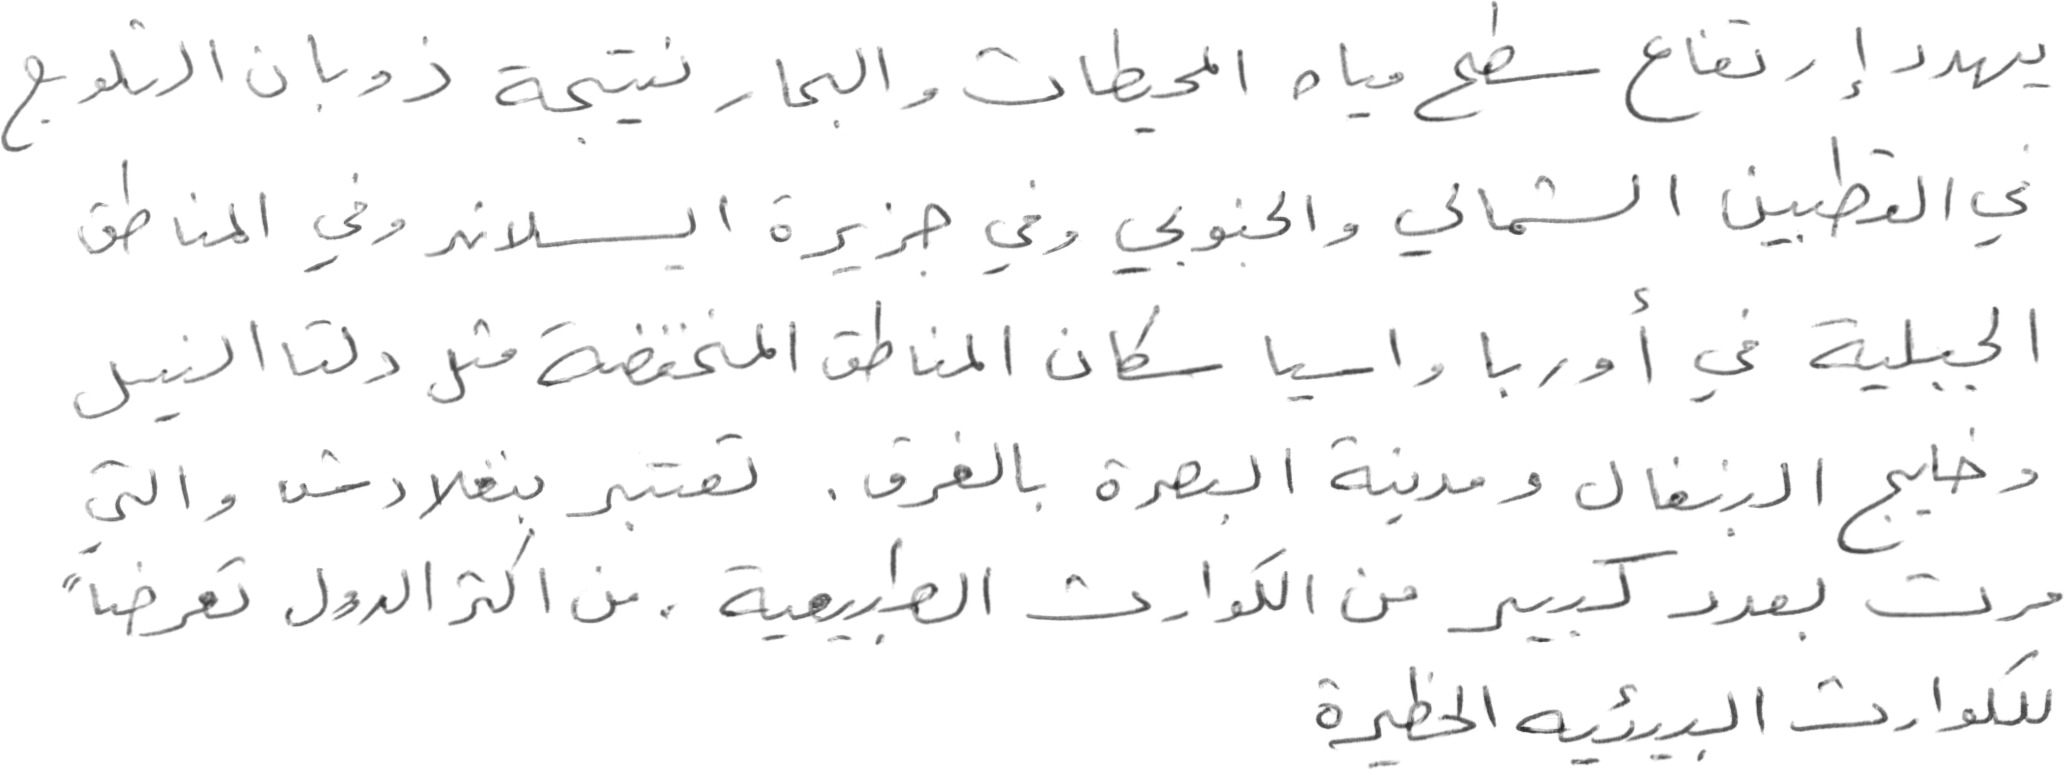 يهدد إرتفاع سطح مياه المحيطات والبحار نتيجة ذوبان الثلوج
في القطبين الشمالي والجنوبي وفي جزيرة ايسلاند وفي المناطق
الجبلية في أوربا واسيا سكان المناطق المنخفضة مثل دلتا النيل
وخليج البنغال ومدينة البصرة بالغرق. تعتبر بنغلادش والتي
مرت بعدد كبير من الكوارث الطبيعية. من اكثر الدول تعرضاً
للكوارث البيئيه الخطيرة